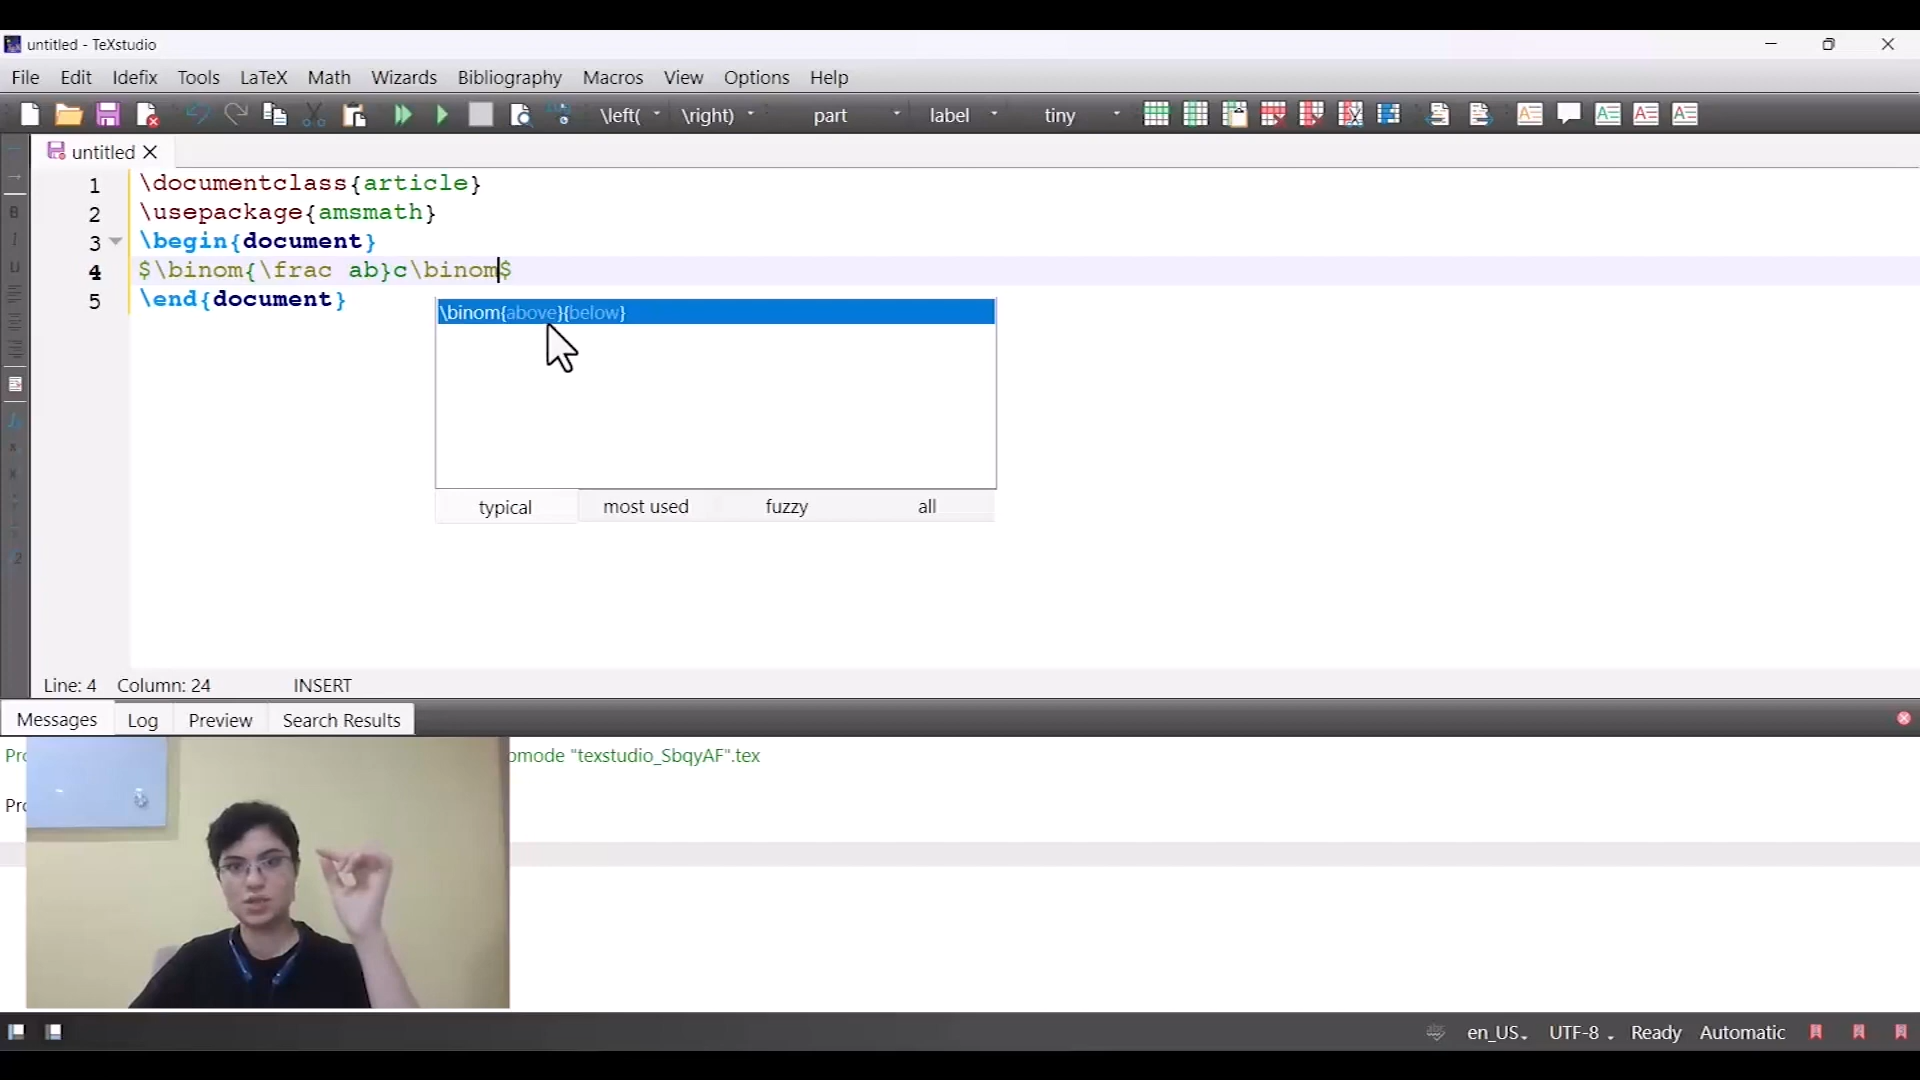 untitled - TeXstudio
File Edit Idefix Tools LaTeX Math Wizards Bibliography Macros View Options Help
\left( \right) part label tiny
untitled
1 \documentclass{article}
2 \usepackage{amsmath}
3 \begin{document}
4 $\binom{\frac ab}c\binom$
5 \end{document}
\binom{above}{below}
typical most used fuzzy all
Line: 4 Column: 24 INSERT
Messages Log Preview Search Results
"texstudio_SbqyAF".tex
en_US UTF-8 Ready Automatic